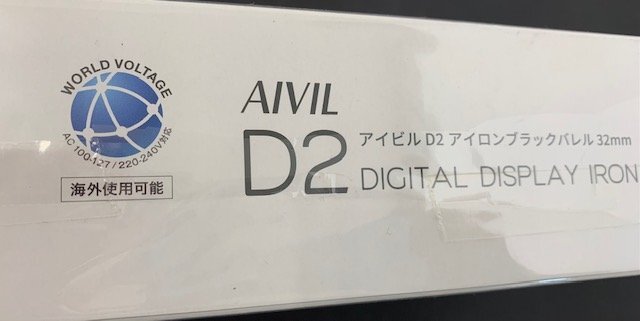 WORLD VOLTAGE
AC 100-127/220-240V対応
海外使用可能
AIVIL
D2
アイビル D2 アイロンブラックバレル 32mm
DIGITAL DISPLAY IRON